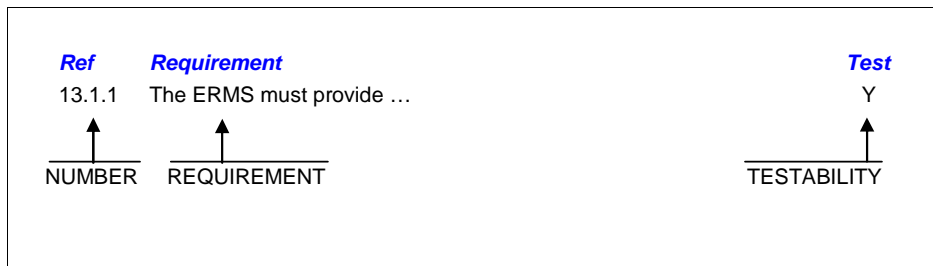 Ref Requirement Test
13.1.1 The ERMS must provide … Y
NUMBER REQUIREMENT TESTABILITY